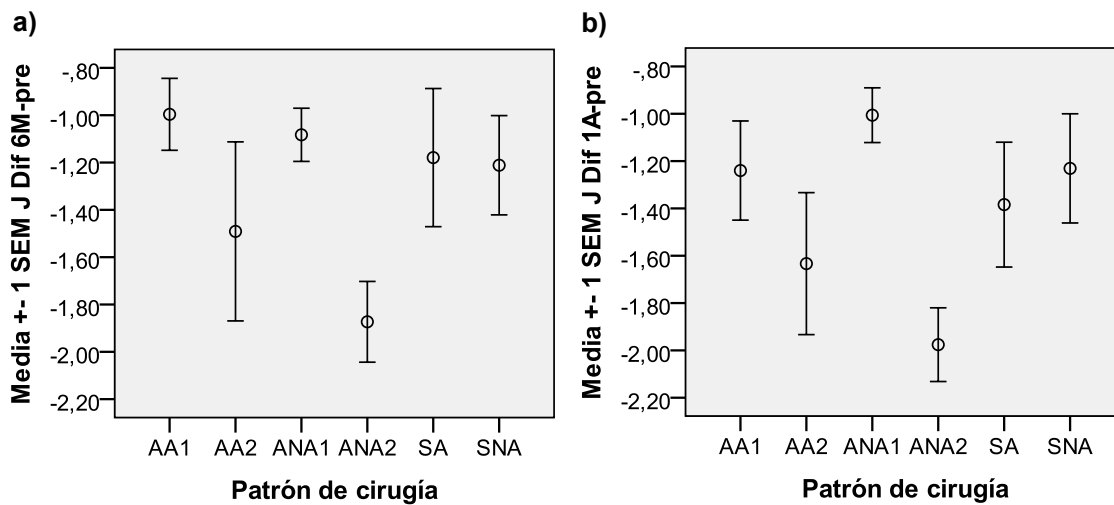 a)
Media +- 1 SEM J Dif 6M-pre
-,80
-1,00
-1,20
-1,40
-1,60
-1,80
-2,00
-2,20
AA1 AA2 ANA1 ANA2 SA SNA
Patrón de cirugía
b)
Media +- 1 SEM J Dif 1A-pre
-,80
-1,00
-1,20
-1,40
-1,60
-1,80
-2,00
-2,20
AA1 AA2 ANA1 ANA2 SA SNA
Patrón de cirugía